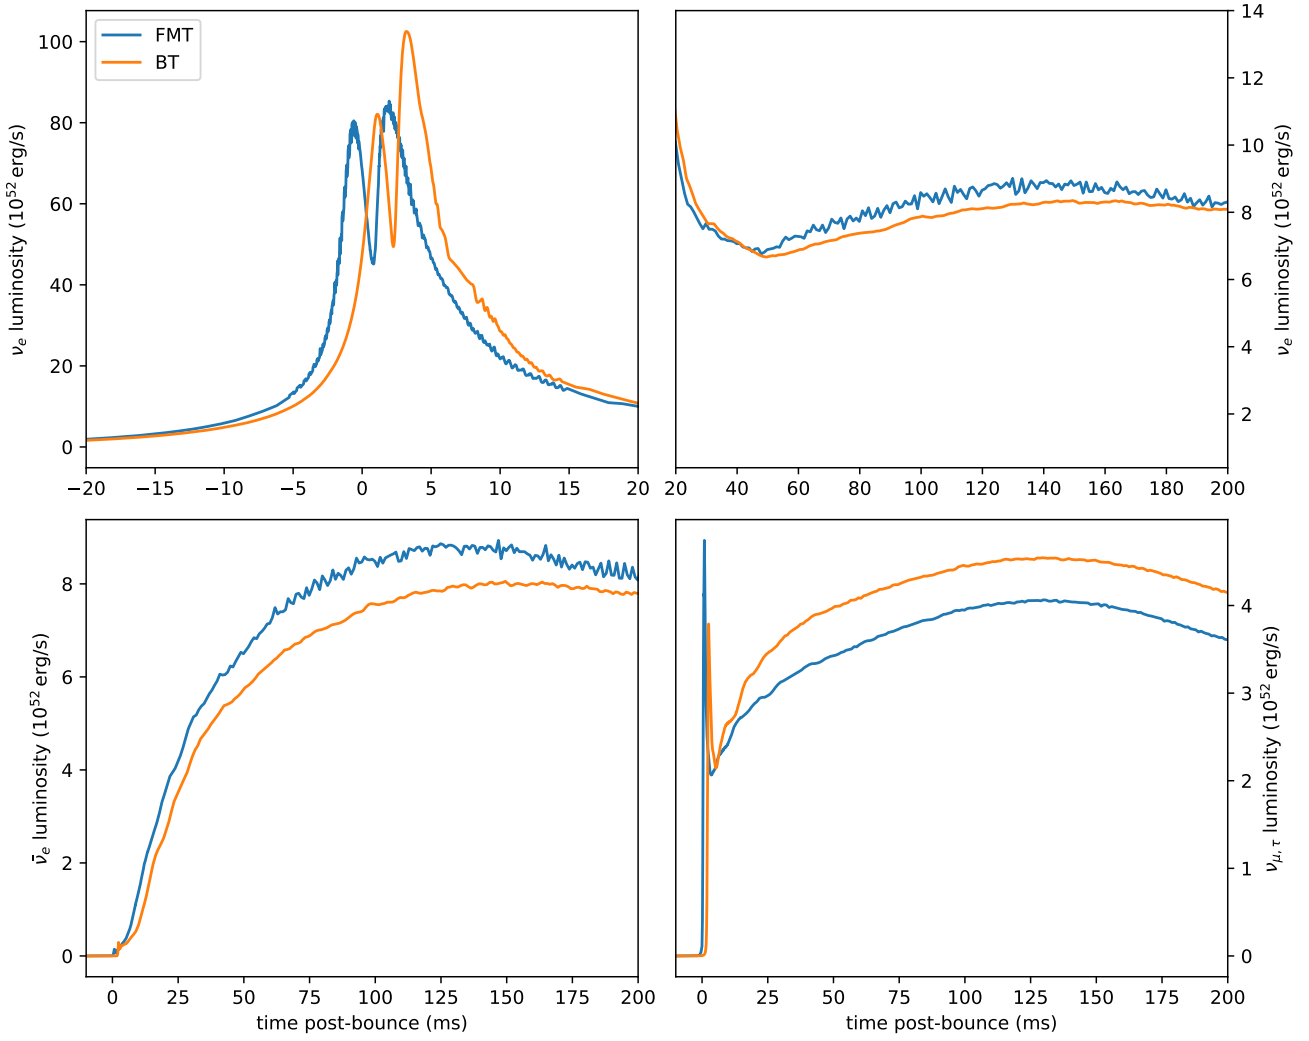 FMT
BT
100
80
60
40
20
0
ν_e luminosity (10^52 erg/s)
−20 −15 −10 −5 0 5 10 15 20
14
12
10
8
6
4
2
ν_e luminosity (10^52 erg/s)
20 40 60 80 100 120 140 160 180 200
8
6
4
2
0
ν̄_e luminosity (10^52 erg/s)
0 25 50 75 100 125 150 175 200
time post-bounce (ms)
4
3
2
1
0
ν_μ,τ luminosity (10^52 erg/s)
0 25 50 75 100 125 150 175 200
time post-bounce (ms)